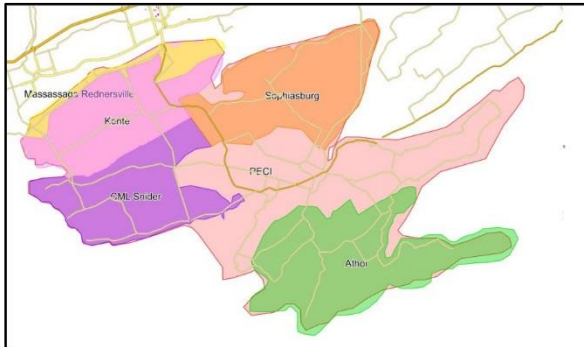 Massassaga Rednersville
Sophiasburg
Kente
PECI
CML Snider
Athol